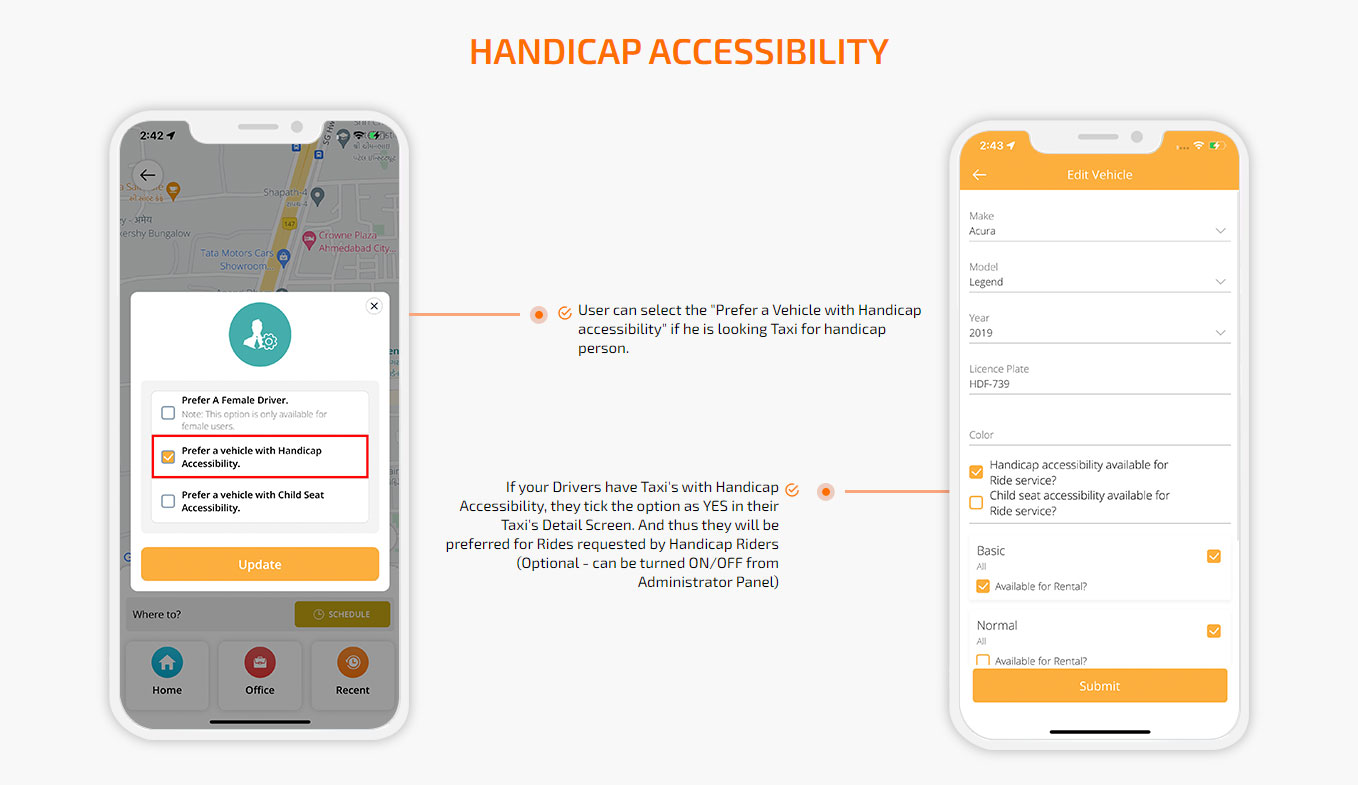 HANDICAP ACCESSIBILITY
2:42
SG HW
Shapath-4
શપથ-4
147
ey - अमेय
kershy Bungalow
Crowne Plaza
Ahmedabad City...
Tata Motors Cars
Showroom...
Prefer A Female Driver.
Note: This option is only available for
female users.
Prefer a vehicle with Handicap
Accessibility.
Prefer a vehicle with Child Seat
Accessibility.
Update
Where to?
SCHEDULE
Home
Office
Recent
User can select the "Prefer a Vehicle with Handicap
accessibility" if he is looking Taxi for handicap
person.
If your Drivers have Taxi's with Handicap
Accessibility, they tick the option as YES in their
Taxi's Detail Screen. And thus they will be
preferred for Rides requested by Handicap Riders
(Optional - can be turned ON/OFF from
Administrator Panel)
2:43
Edit Vehicle
Make
Acura
Model
Legend
Year
2019
Licence Plate
HDF-739
Color
Handicap accessibility available for
Ride service?
Child seat accessibility available for
Ride service?
Basic
All
Available for Rental?
Normal
All
Available for Rental?
Submit